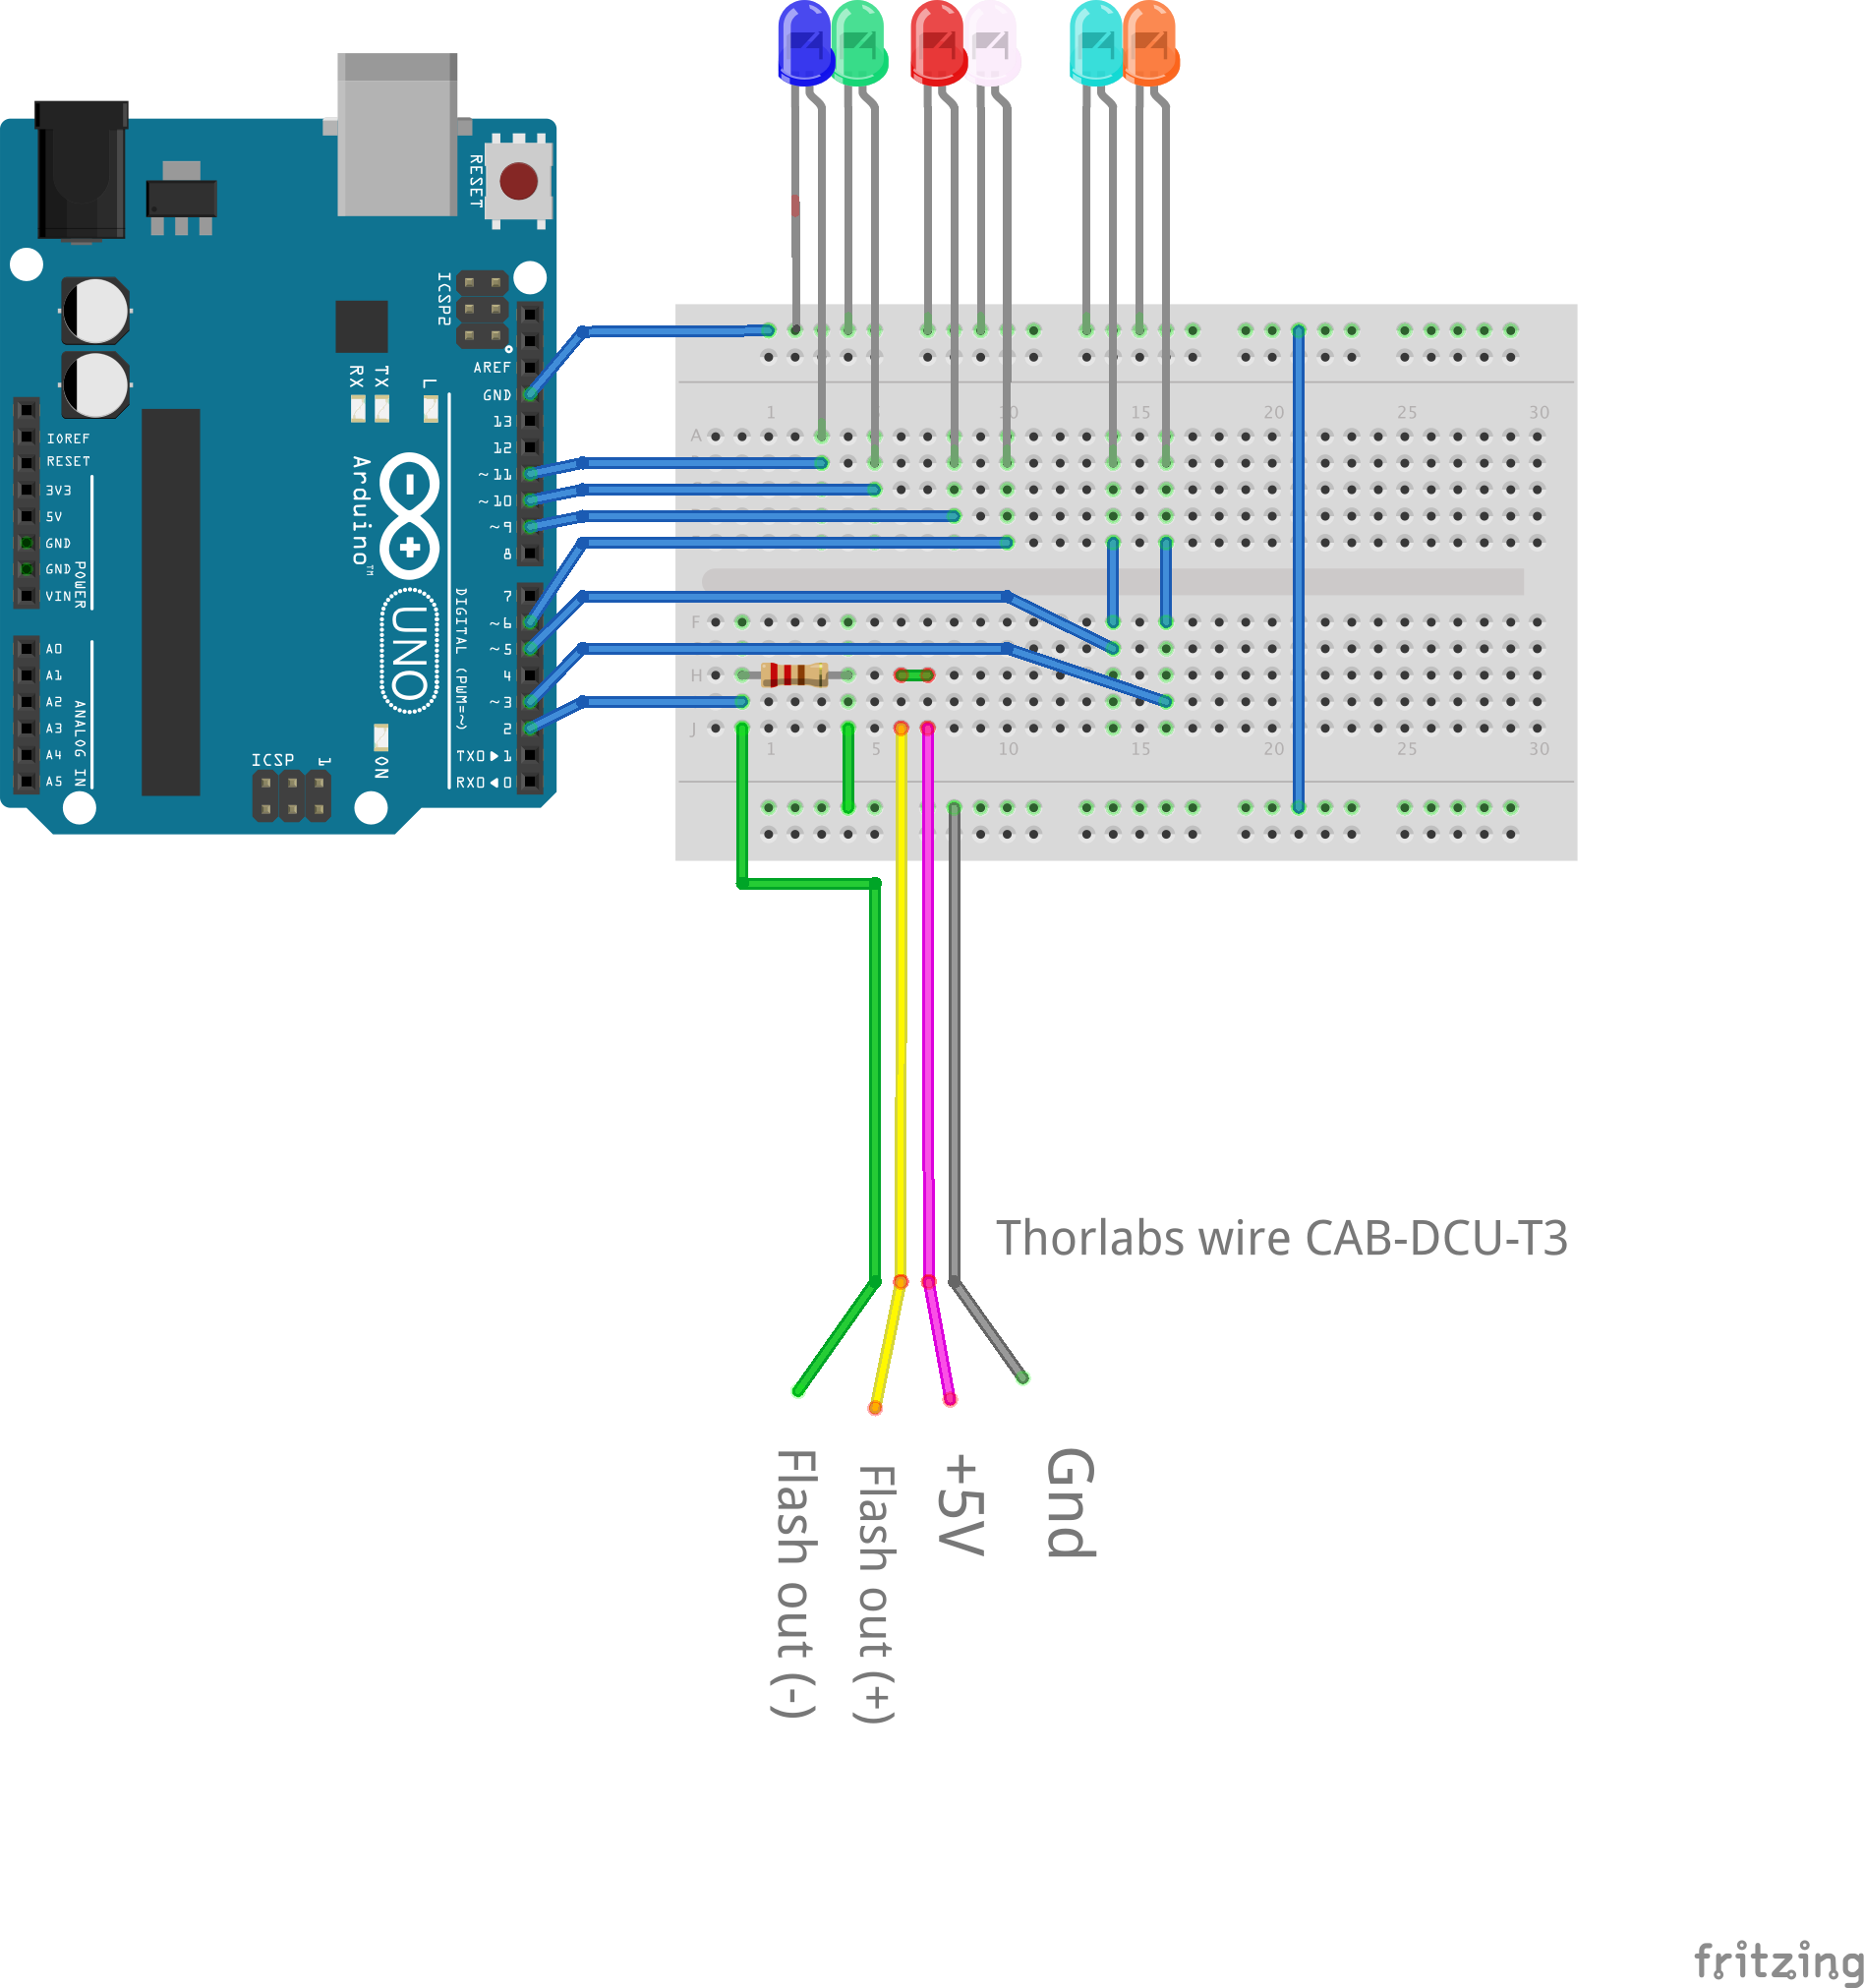 RESET
ICSP2
AREF
GND
13
12
~11
~10
~9
8
7
~6
~5
4
~3
2
TX0▶1
RX0◀0
RX
TX
L
Arduino™
UNO
DIGITAL (PWM=~)
IOREF
RESET
3V3
5V
GND
GND
VIN
POWER
A0
A1
A2
A3
A4
A5
ANALOG IN
ICSP
1
ON
1 5 10 15 20 25 30
A
F
H
J
1 5 10 15 20 25 30
Thorlabs wire CAB-DCU-T3
Flash out (-)
Flash out (+)
+5V
Gnd
fritzing